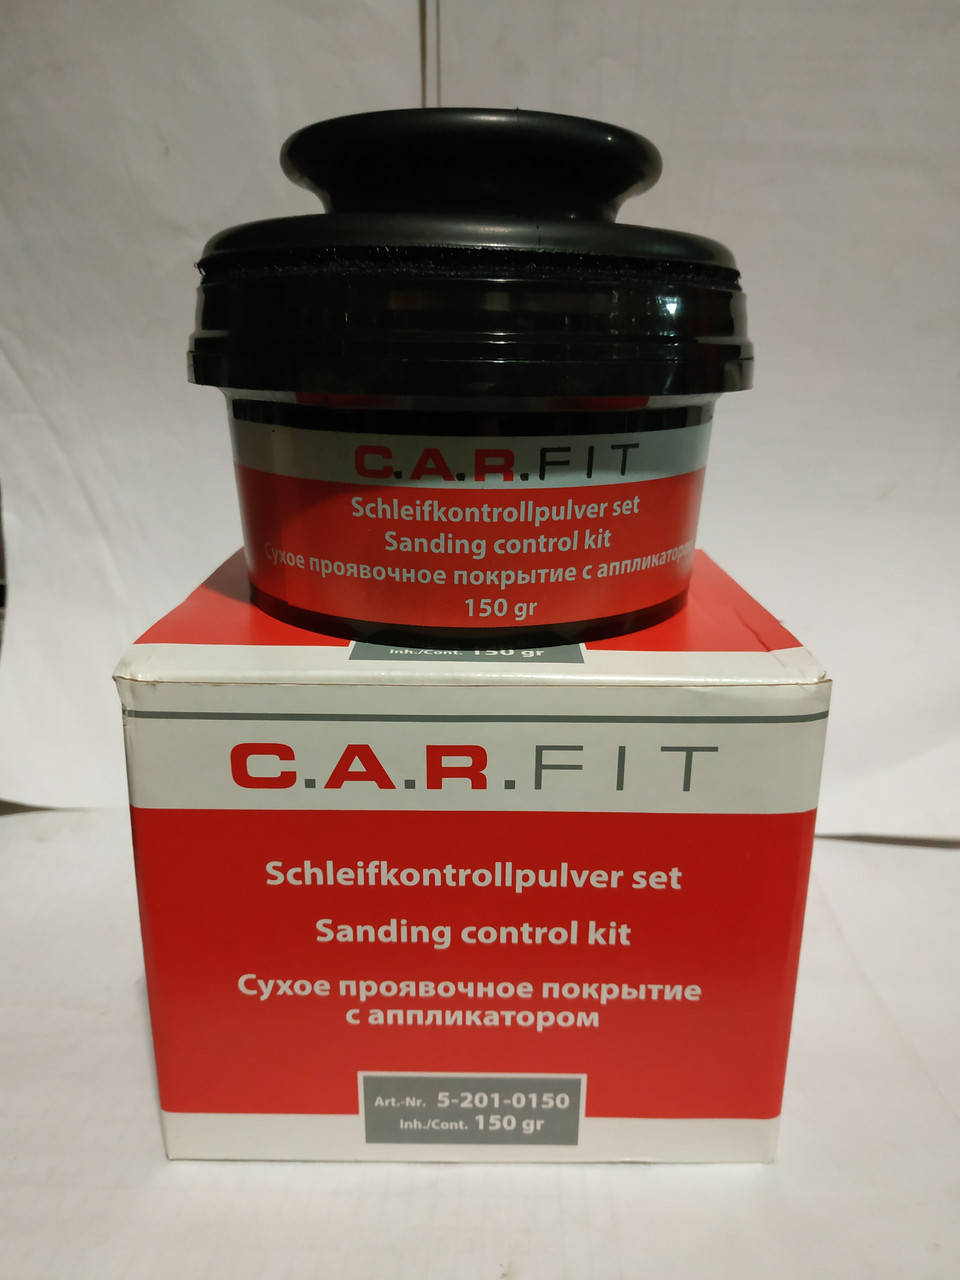 C.A.R.FIT
Schleifkontrollpulver set
Sanding control kit
Сухое проявочное покрытие с аппликатором
150 gr
Inh./Cont. 150 gr
C.A.R.FIT
Schleifkontrollpulver set
Sanding control kit
Сухое проявочное покрытие
с аппликатором
Art.-Nr. 5-201-0150
Inh./Cont. 150 gr